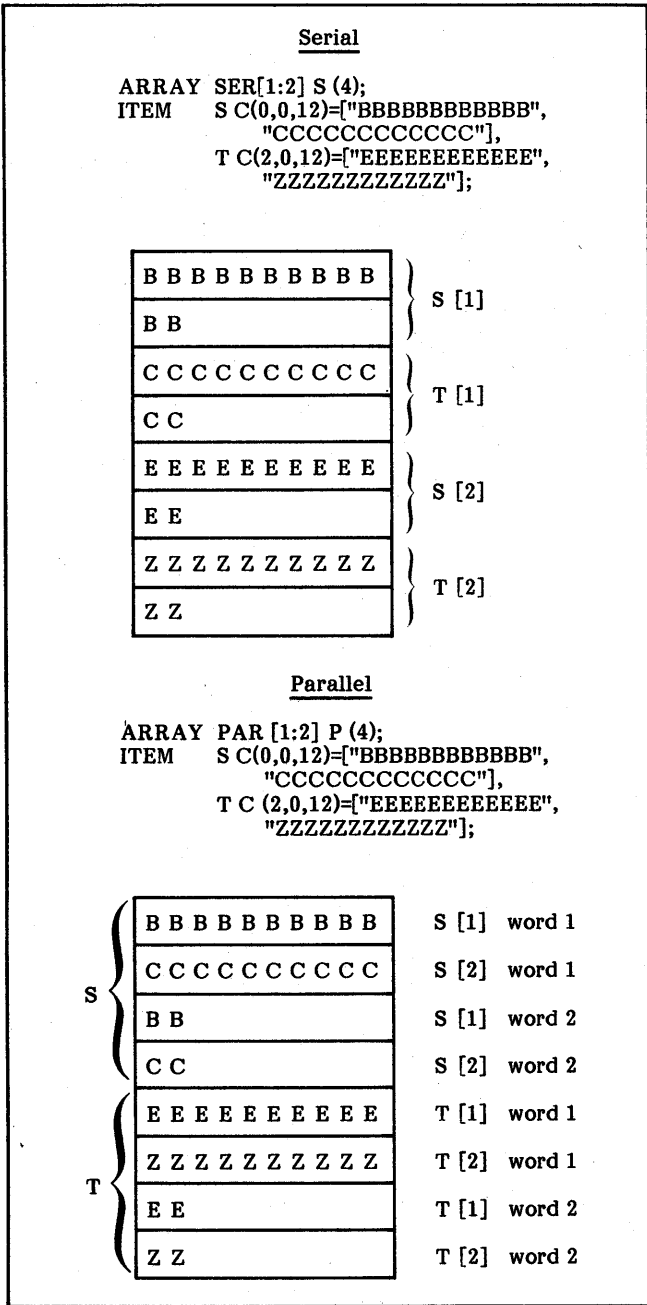 Serial
ARRAY SER[1:2] S (4);
ITEM S C(0,0,12)=["BBBBBBBBBBBB",
"CCCCCCCCCCCC"],
T C(2,0,12)=["EEEEEEEEEEEE",
"ZZZZZZZZZZZZ"];
B B B B B B B B B B
S [1]
B B
C C C C C C C C C C
T [1]
C C
E E E E E E E E E E
S [2]
E E
Z Z Z Z Z Z Z Z Z Z
T [2]
Z Z
Parallel
ARRAY PAR [1:2] P (4);
ITEM S C(0,0,12)=["BBBBBBBBBBBB",
"CCCCCCCCCCCC"],
T C (2,0,12)=["EEEEEEEEEEEE",
"ZZZZZZZZZZZZ"];
B B B B B B B B B B S [1] word 1
C C C C C C C C C C S [2] word 1
S
B B S [1] word 2
C C S [2] word 2
E E E E E E E E E E T [1] word 1
Z Z Z Z Z Z Z Z Z Z T [2] word 1
T
E E T [1] word 2
Z Z T [2] word 2